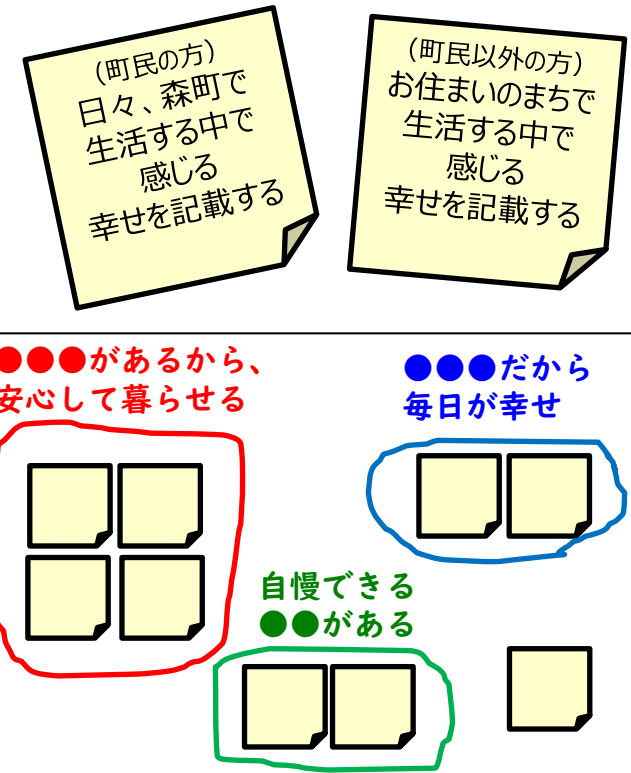 (町民の方)
日々、森町で
生活する中で
感じる
幸せを記載する
(町民以外の方)
お住まいのまちで
生活する中で
感じる
幸せを記載する
●●●があるから、
安心して暮らせる
●●●だから
毎日が幸せ
自慢できる
●●がある